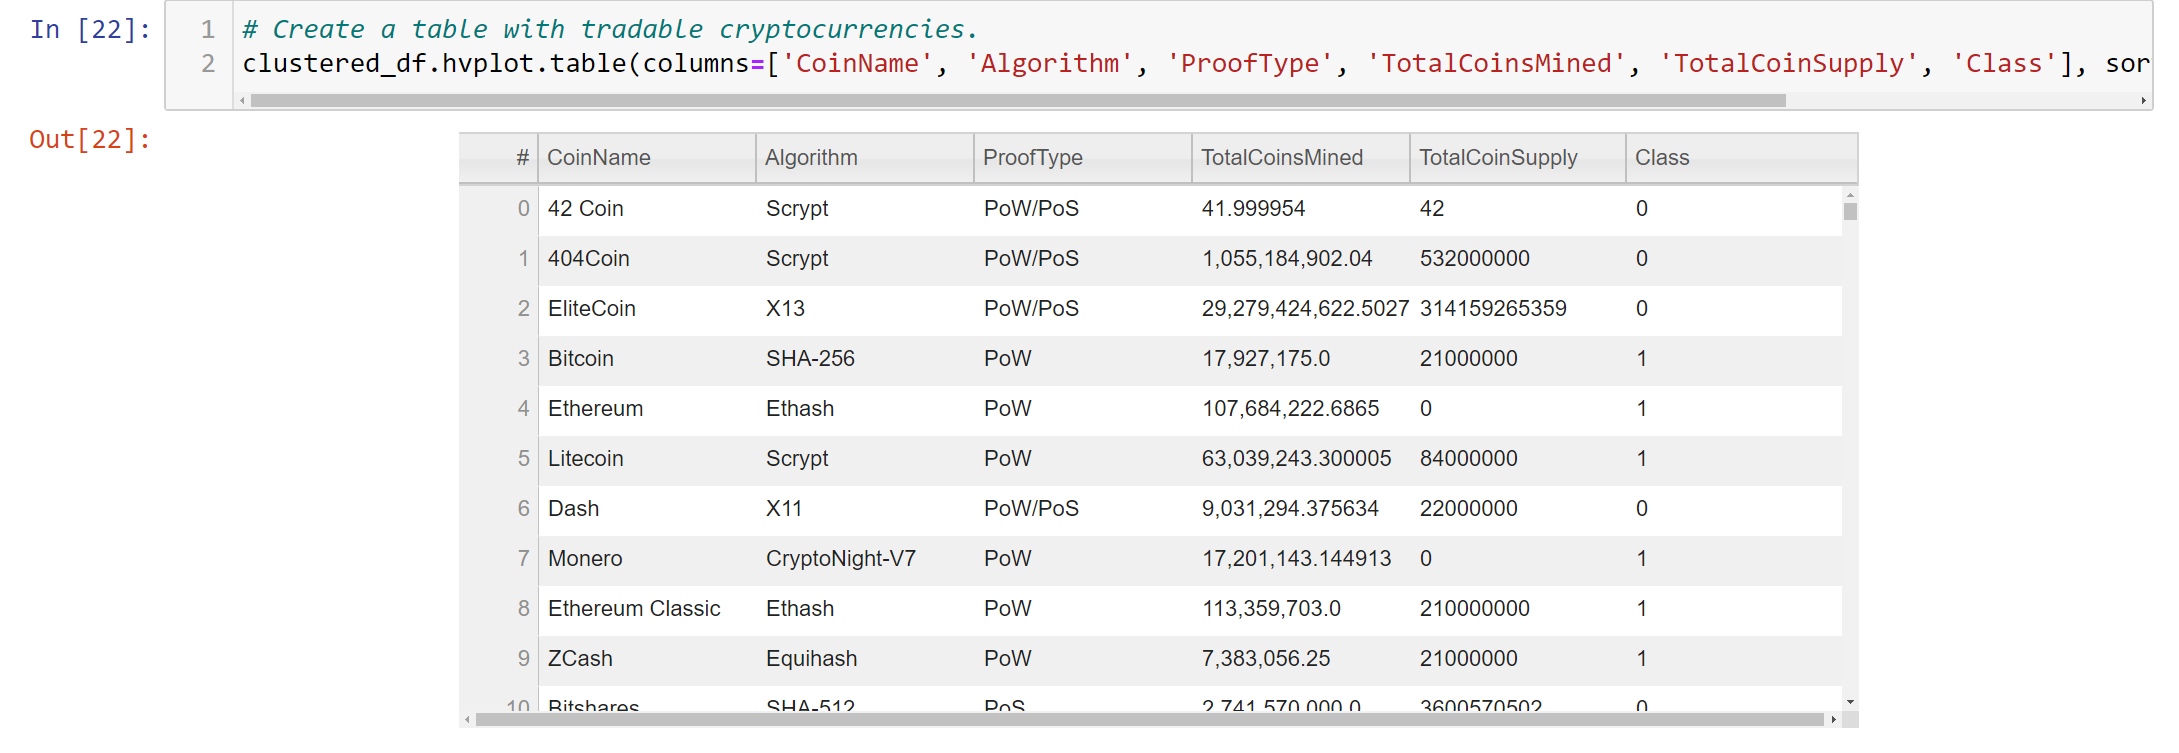 In [22]:
1 # Create a table with tradable cryptocurrencies.
2 clustered_df.hvplot.table(columns=['CoinName', 'Algorithm', 'ProofType', 'TotalCoinsMined', 'TotalCoinSupply', 'Class'], sor
Out[22]:
# CoinName Algorithm ProofType TotalCoinsMined TotalCoinSupply Class
0 42 Coin Scrypt PoW/PoS 41.999954 42 0
1 404Coin Scrypt PoW/PoS 1,055,184,902.04 532000000 0
2 EliteCoin X13 PoW/PoS 29,279,424,622.5027 314159265359 0
3 Bitcoin SHA-256 PoW 17,927,175.0 21000000 1
4 Ethereum Ethash PoW 107,684,222.6865 0 1
5 Litecoin Scrypt PoW 63,039,243.300005 84000000 1
6 Dash X11 PoW/PoS 9,031,294.375634 22000000 0
7 Monero CryptoNight-V7 PoW 17,201,143.144913 0 1
8 Ethereum Classic Ethash PoW 113,359,703.0 210000000 1
9 ZCash Equihash PoW 7,383,056.25 21000000 1
10 Bitshares SHA-512 PoS 2,741,570,000.0 3600570502 0